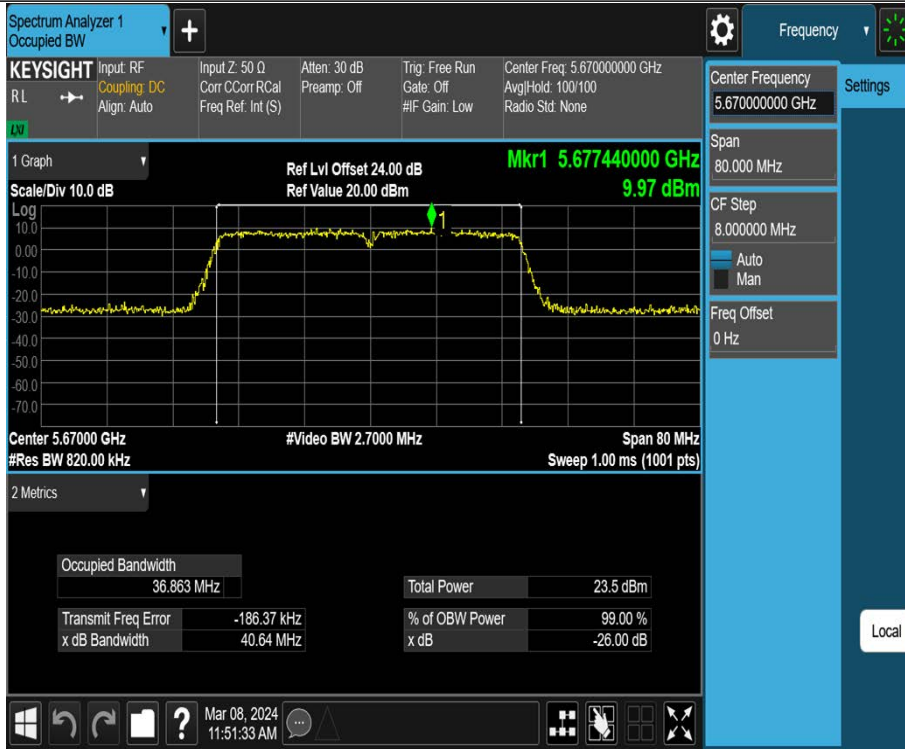 Spectrum Analyzer 1
Occupied BW
+
Frequency
KEYSIGHT
RL
LXI
Input: RF
Coupling: DC
Align: Auto
Input Z: 50 Ω
Corr CCorr RCal
Freq Ref: Int (S)
Atten: 30 dB
Preamp: Off
Trig: Free Run
Gate: Off
#IF Gain: Low
Center Freq: 5.670000000 GHz
Avg|Hold: 100/100
Radio Std: None
1 Graph
Scale/Div 10.0 dB
Ref Lvl Offset 24.00 dB
Ref Value 20.00 dBm
Mkr1 5.677440000 GHz
9.97 dBm
Log
10.0
0.00
-10.0
-20.0
-30.0
-40.0
-50.0
-60.0
-70.0
1
Center 5.67000 GHz
#Video BW 2.7000 MHz
Span 80 MHz
#Res BW 820.00 kHz
Sweep 1.00 ms (1001 pts)
2 Metrics
Occupied Bandwidth
36.863 MHz
Total Power 23.5 dBm
Transmit Freq Error -186.37 kHz
% of OBW Power 99.00 %
x dB Bandwidth 40.64 MHz
x dB -26.00 dB
Center Frequency
5.670000000 GHz
Settings
Span
80.000 MHz
CF Step
8.000000 MHz
Auto
Man
Freq Offset
0 Hz
Local
?
Mar 08, 2024
11:51:33 AM